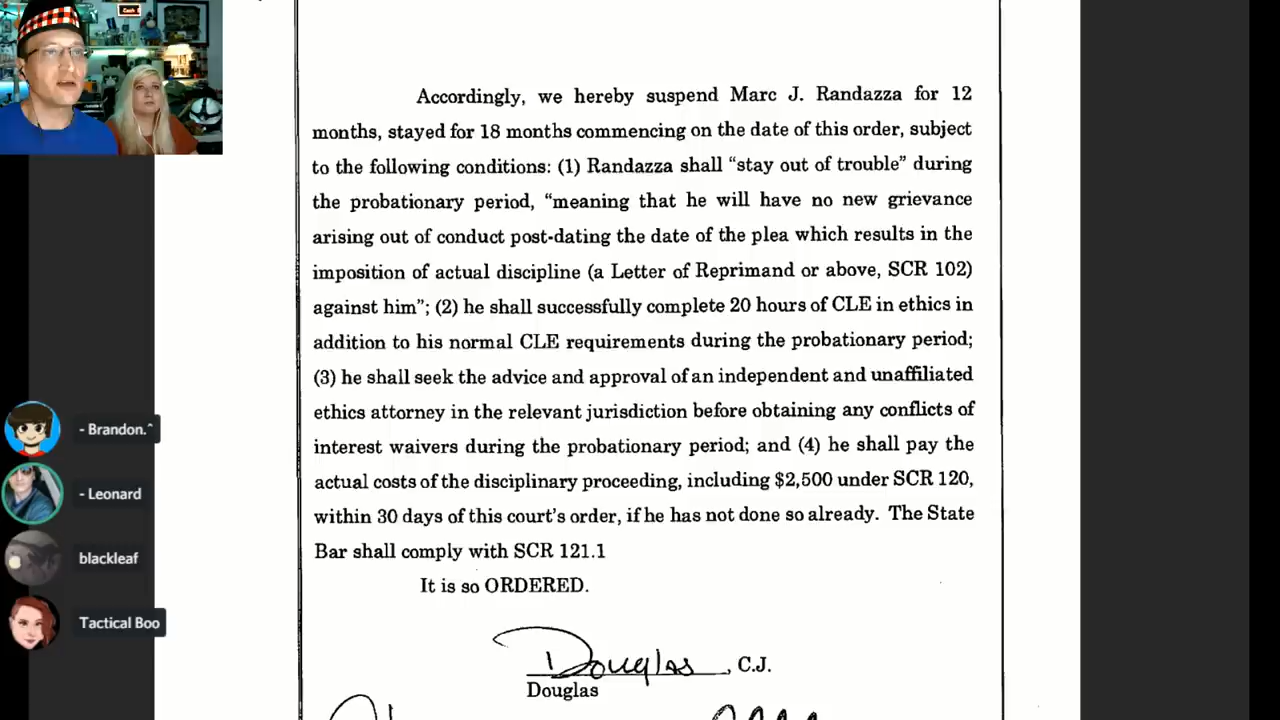 Accordingly, we hereby suspend Marc J. Randazza for 12
months, stayed for 18 months commencing on the date of this order, subject
to the following conditions: (1) Randazza shall “stay out of trouble” during
the probationary period, “meaning that he will have no new grievance
arising out of conduct post-dating the date of the plea which results in the
imposition of actual discipline (a Letter of Reprimand or above, SCR 102)
against him”; (2) he shall successfully complete 20 hours of CLE in ethics in
addition to his normal CLE requirements during the probationary period;
(3) he shall seek the advice and approval of an independent and unaffiliated
ethics attorney in the relevant jurisdiction before obtaining any conflicts of
interest waivers during the probationary period; and (4) he shall pay the
actual costs of the disciplinary proceeding, including $2,500 under SCR 120,
within 30 days of this court’s order, if he has not done so already. The State
Bar shall comply with SCR 121.1
It is so ORDERED.
Douglas, C.J.
Douglas
- Brandon.^
- Leonard
blackleaf
Tactical Boo